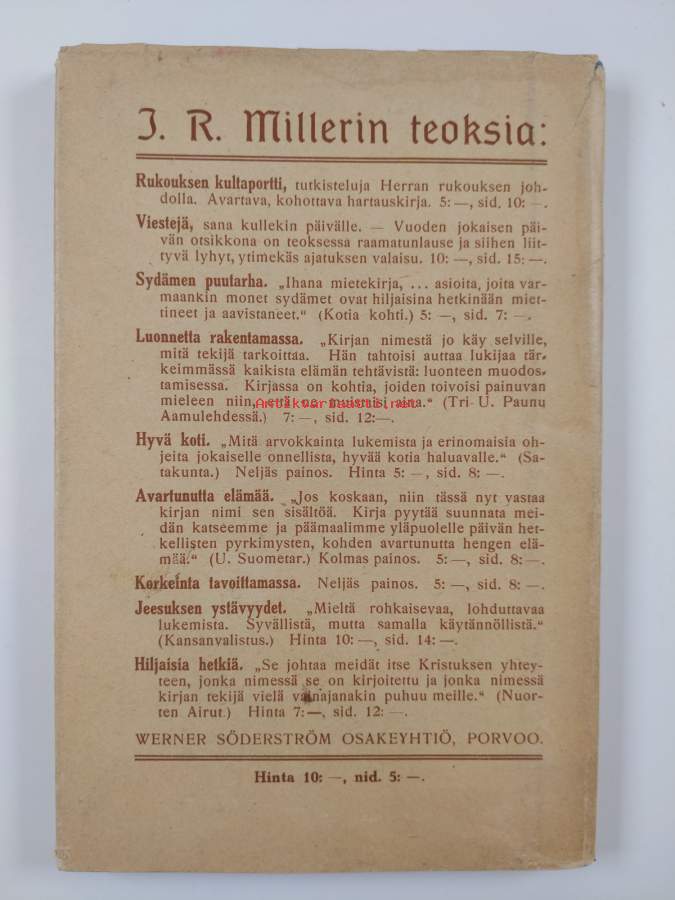 J. R. Millerin teoksia:
Rukouksen kultaportti, tutkisteluja Herran rukouksen joh-
dolla. Avartava, kohottava hartauskirja. 5: —, sid. 10: —.
Viestejä, sana kullekin päivälle. — Vuoden jokaisen päi-
vän otsikkona on teoksessa raamatunlause ja siihen liit-
tyvä lyhyt, ytimekäs ajatuksen valaisu. 10: —, sid. 15: —.
Sydämen puutarha. „Ihana mietekirja, ... asioita, joita var-
maankin monet sydämet ovat hiljaisina hetkinään miet-
tineet ja aavistaneet.“ (Kotia kohti.) 5: —, sid. 7: —.
Luonnetta rakentamassa. „Kirjan nimestä jo käy selville,
mitä tekijä tarkoittaa. Hän tahtoisi auttaa lukijaa tär-
keimmässä kaikista elämän tehtävistä: luonteen muodos-
tamisessa. Kirjassa on kohtia, joiden toivoisi painuvan
mieleen niin, että ne muistaisi aina.“ (Tri U. Paunu
Antikvariaatti.net
Aamulehdessä.) 7: —, sid. 12:—.
Hyvä koti. „Mitä arvokkainta lukemista ja erinomaisia oh-
jeita jokaiselle onnellista, hyvää kotia haluavalle.“ (Sa-
takunta.) Neljäs painos. Hinta 5: —, sid. 8: —.
Avartunutta elämää. „Jos koskaan, niin tässä nyt vastaa
kirjan nimi sen sisältöä. Kirja pyytää suunnata mei-
dän katseemme ja päämaalimme yläpuolelle päivän het-
kellisten pyrkimysten, kohden avartunutta hengen elä-
mää.“ (U. Suometar.) Kolmas painos. 5: —, sid. 8: —.
Korkeinta tavoittamassa. Neljäs painos. 5: —, sid. 8: —.
Jeesuksen ystävyydet. „Mieltä rohkaisevaa, lohduttavaa
lukemista. Syvällistä, mutta samalla käytännöllistä.“
(Kansanvalistus.) Hinta 10: —, sid. 14: —.
Hiljaisia hetkiä. „Se johtaa meidät itse Kristuksen yhtey-
teen, jonka nimessä se on kirjoitettu ja jonka nimessä
kirjan tekijä vielä vainajanakin puhuu meille.“ (Nuor-
ten Airut.) Hinta 7: —, sid. 12: —.
WERNER SÖDERSTRÖM OSAKEYHTIÖ, PORVOO.
Hinta 10: —, nid. 5: —.